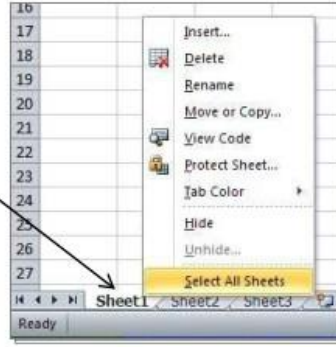 16
17
18
19
20
21
22
23
24
25
26
27
Insert...
Delete
Rename
Move or Copy...
View Code
Protect Sheet...
Tab Color
Hide
Unhide...
Select All Sheets
Sheet1 Sheet2 Sheet3
Ready